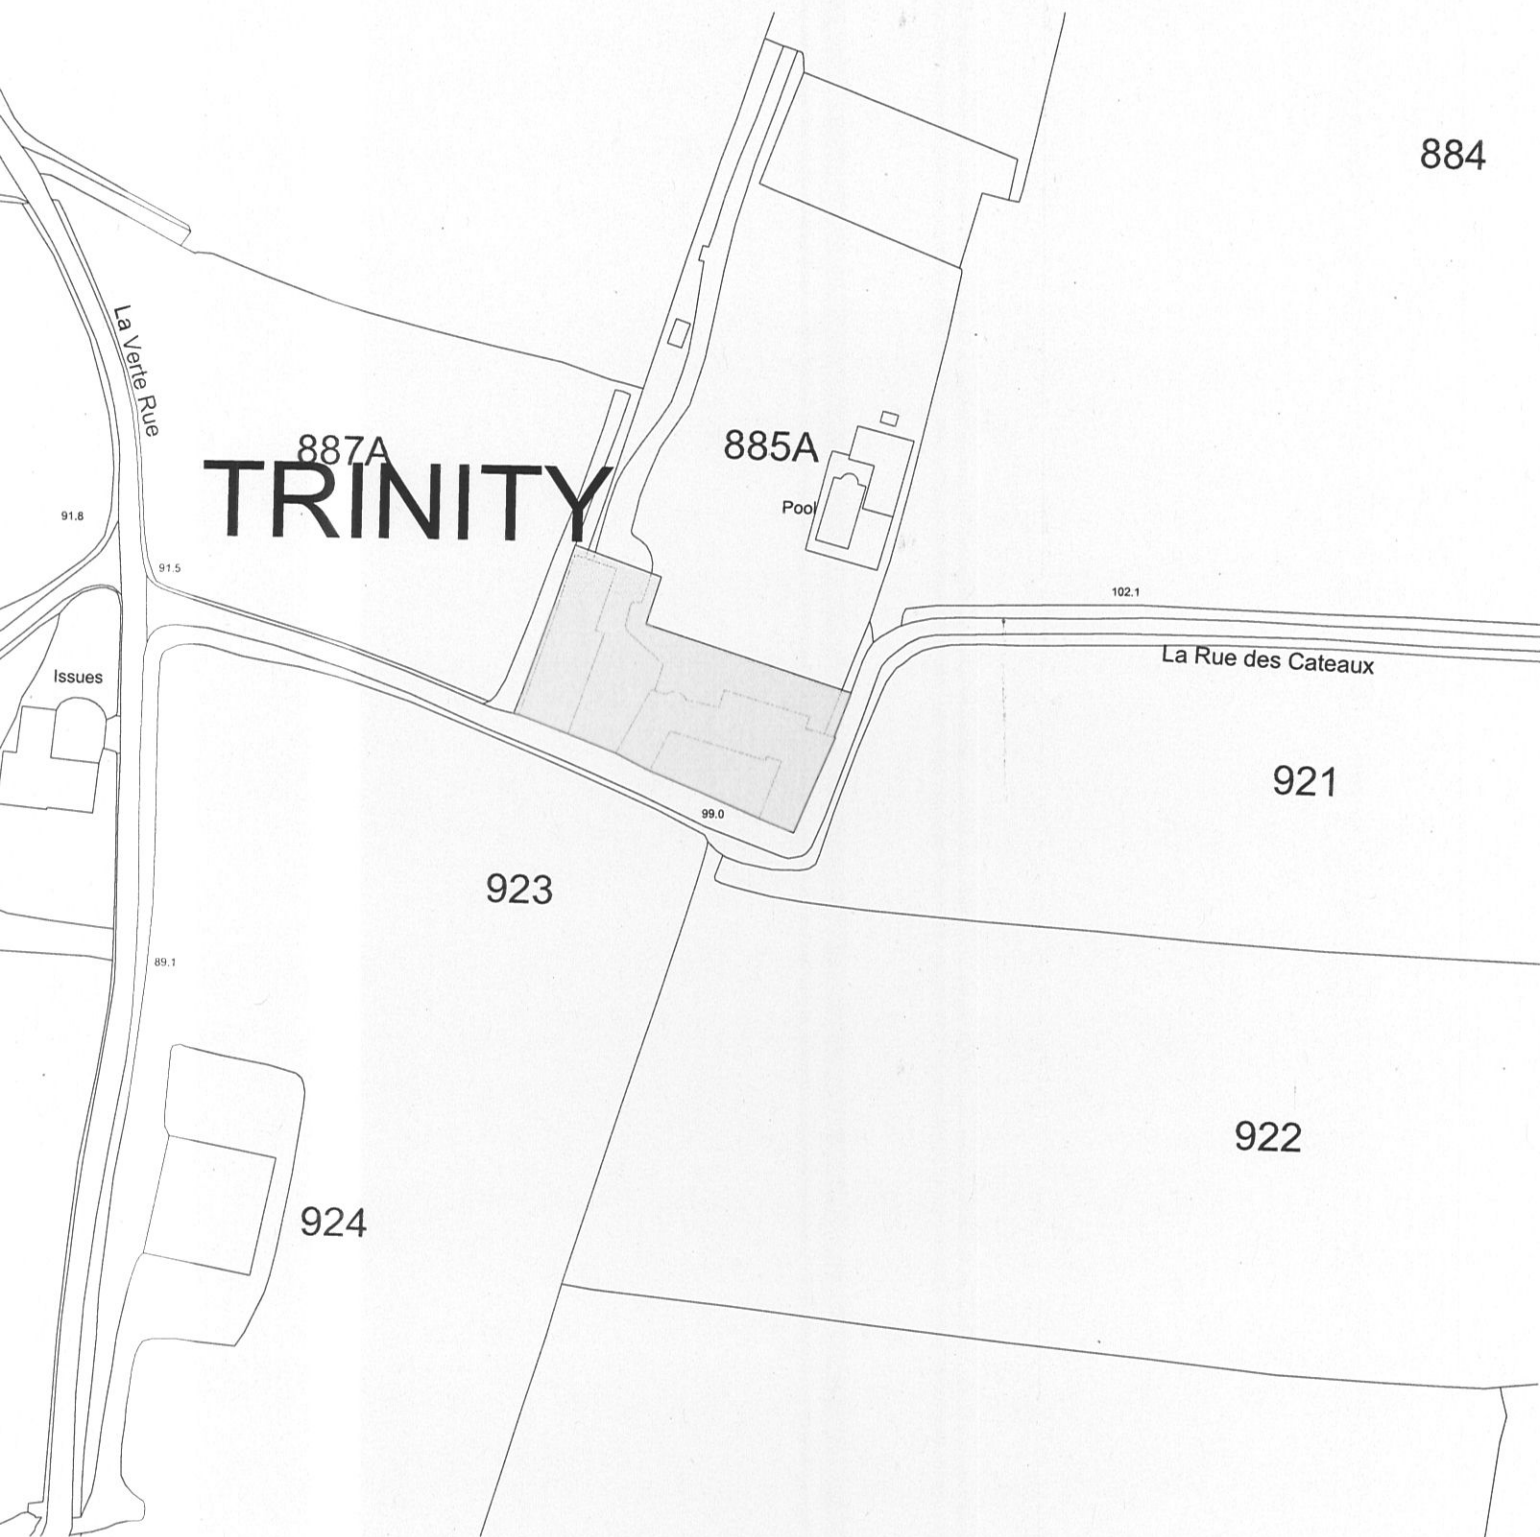 884
La Verte Rue
887A
885A
TRINITY
Pool
91.8
91.5
102.1
La Rue des Cateaux
Issues
921
99.0
923
89.1
922
924